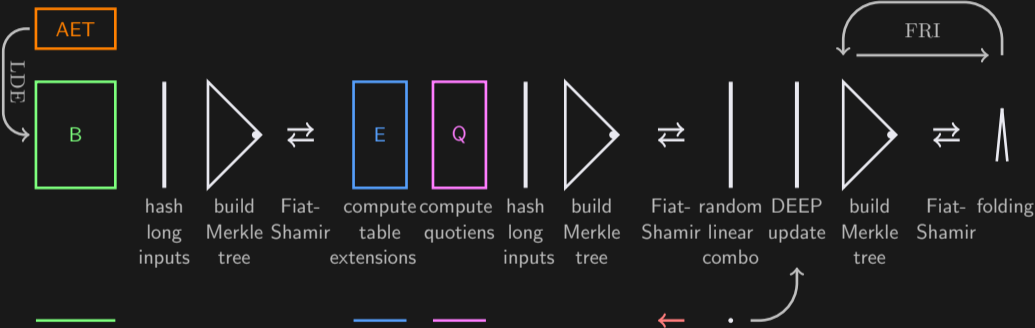 AET
FRI
LDE
B
E
Q
hash
long
inputs
build
Merkle
tree
Fiat-
Shamir
compute
table
extensions
compute
quotiens
hash
long
inputs
build
Merkle
tree
Fiat-
Shamir
random
linear
combo
DEEP
update
build
Merkle
tree
Fiat-
Shamir
folding